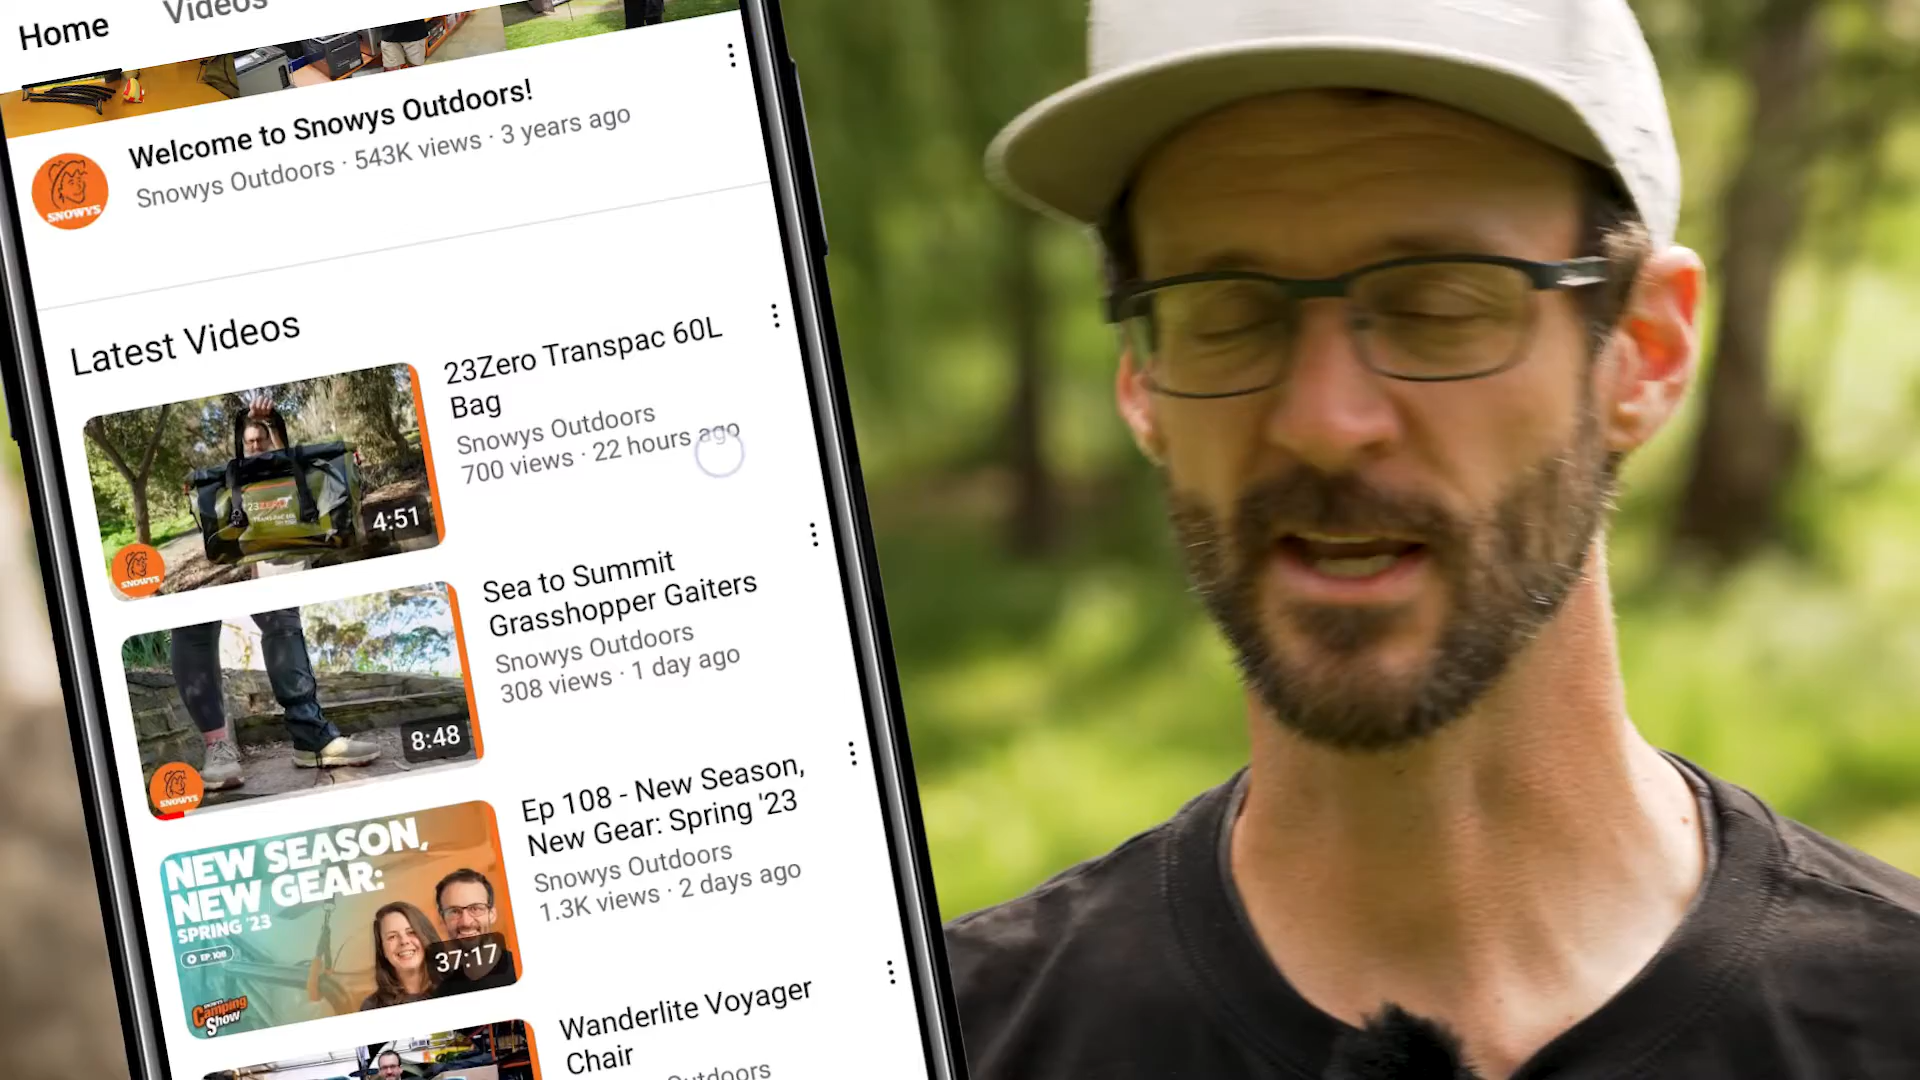 Home
Videos
Welcome to Snowys Outdoors!
Snowys Outdoors · 543K views · 3 years ago
SNOWYS
Latest Videos
23Zero Transpac 60L
Bag
Snowys Outdoors
700 views · 22 hours ago
23ZERO
4:51
SNOWYS
Sea to Summit
Grasshopper Gaiters
Snowys Outdoors
308 views · 1 day ago
8:48
SNOWYS
Ep 108 - New Season,
New Gear: Spring '23
Snowys Outdoors
1.3K views · 2 days ago
NEW SEASON,
NEW GEAR:
SPRING '23
EP.108
37:17
Camping
Show
Wanderlite Voyager
Chair